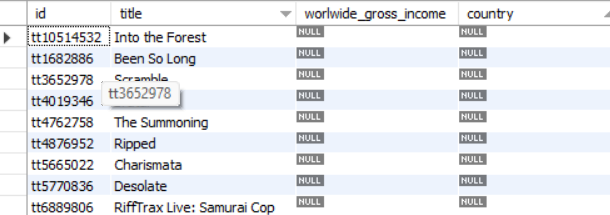 id title worlwide_gross_income country
tt10514532 Into the Forest NULL NULL
tt1682886 Been So Long NULL NULL
tt3652978 Scramble NULL NULL
tt3652978
tt4019346 NULL NULL
tt4762758 The Summoning NULL NULL
tt4876952 Ripped NULL NULL
tt5665022 Charismata NULL NULL
tt5770836 Desolate NULL NULL
tt6889806 RiffTrax Live: Samurai Cop NULL NULL